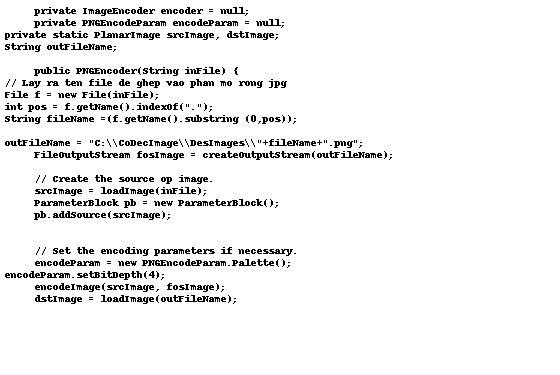 private ImageEncoder encoder = null;
private PNGEncodeParam encodeParam = null;
private static PlanarImage srcImage, dstImage;
String outFileName;
public PNGEncoder(String inFile) {
// Lay ra ten file de ghep vao phan mo rong jpg
File f = new File(inFile);
int pos = f.getName().indexOf(".");
String fileName =(f.getName().substring (0,pos));
outFileName = "C:\\CoDecImage\\DesImages\\"+fileName+".png";
FileOutputStream fosImage = createOutputStream(outFileName);
// Create the source op image.
srcImage = loadImage(inFile);
ParameterBlock pb = new ParameterBlock();
pb.addSource(srcImage);
// Set the encoding parameters if necessary.
encodeParam = new PNGEncodeParam.Palette();
encodeParam.setBitDepth(4);
encodeImage(srcImage, fosImage);
dstImage = loadImage(outFileName);